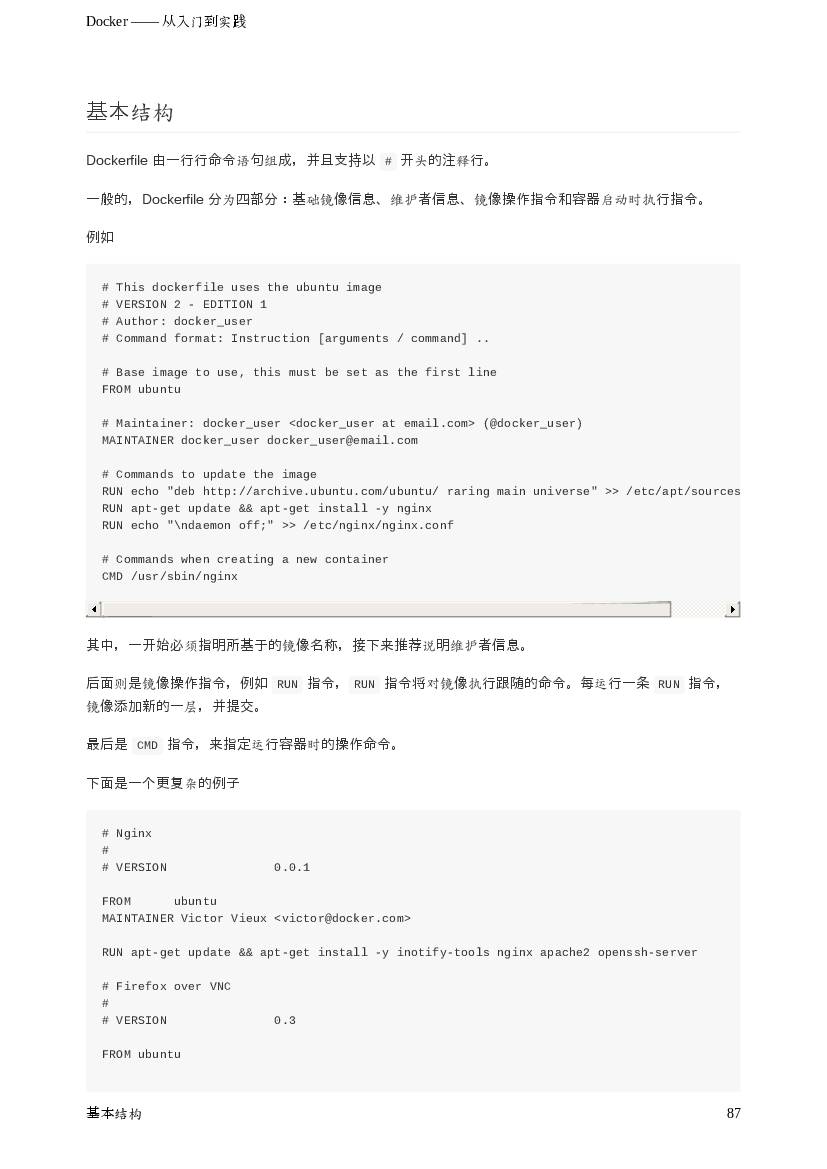 Docker —— 从入门到实践
基本结构
Dockerfile 由一行行命令语句组成，并且支持以 # 开头的注释行。
一般的，Dockerfile 分为四部分：基础镜像信息、维护者信息、镜像操作指令和容器启动时执行指令。
例如
# This dockerfile uses the ubuntu image
# VERSION 2 - EDITION 1
# Author: docker_user
# Command format: Instruction [arguments / command] ..
# Base image to use, this must be set as the first line
FROM ubuntu
# Maintainer: docker_user <docker_user at email.com> (@docker_user)
MAINTAINER docker_user docker_user@email.com
# Commands to update the image
RUN echo "deb http://archive.ubuntu.com/ubuntu/ raring main universe" >> /etc/apt/sources
RUN apt-get update && apt-get install -y nginx
RUN echo "\ndaemon off;" >> /etc/nginx/nginx.conf
# Commands when creating a new container
CMD /usr/sbin/nginx
其中，一开始必须指明所基于的镜像名称，接下来推荐说明维护者信息。
后面则是镜像操作指令，例如 RUN 指令，RUN 指令将对镜像执行跟随的命令。每运行一条 RUN 指令，
镜像添加新的一层，并提交。
最后是 CMD 指令，来指定运行容器时的操作命令。
下面是一个更复杂的例子
# Nginx
#
# VERSION               0.0.1
FROM      ubuntu
MAINTAINER Victor Vieux <victor@docker.com>
RUN apt-get update && apt-get install -y inotify-tools nginx apache2 openssh-server
# Firefox over VNC
#
# VERSION               0.3
FROM ubuntu
基本结构 87